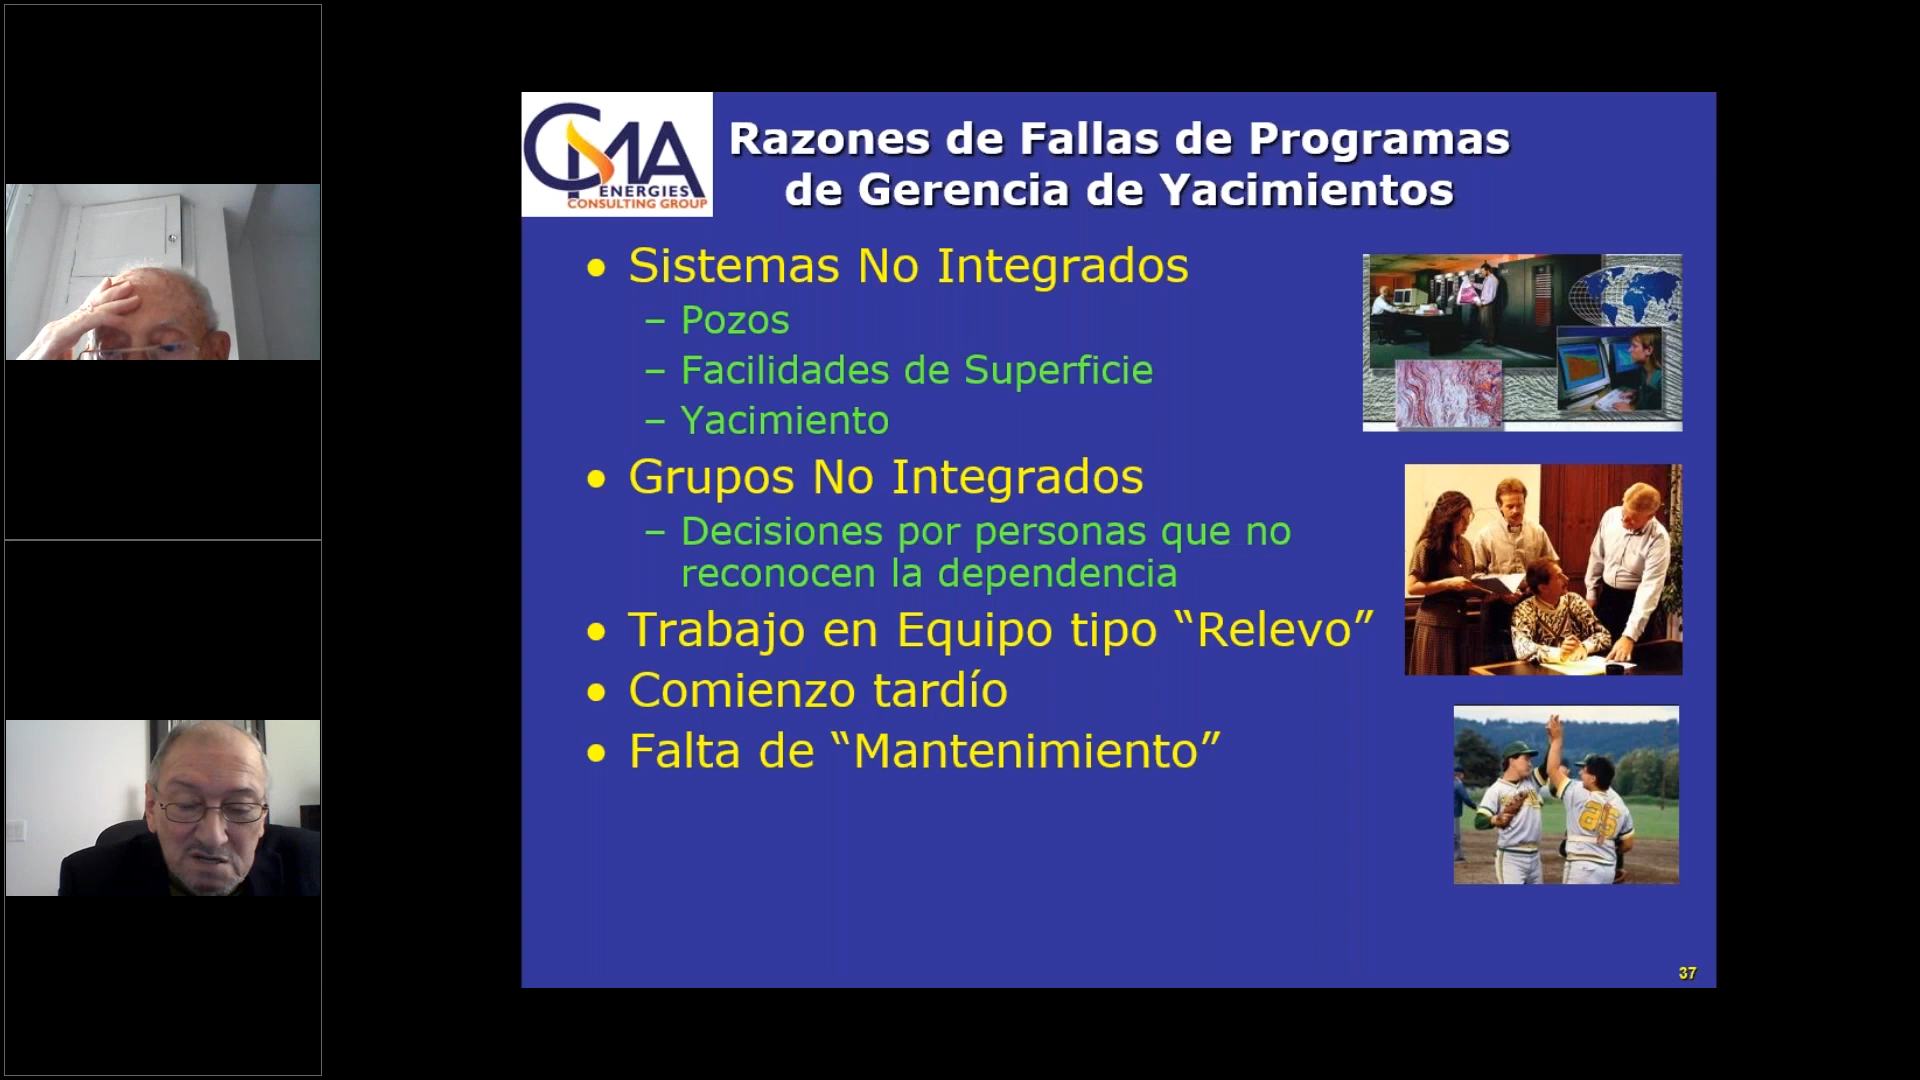 CMA
ENERGIES
CONSULTING GROUP
Razones de Fallas de Programas
de Gerencia de Yacimientos
• Sistemas No Integrados
– Pozos
– Facilidades de Superficie
– Yacimiento
• Grupos No Integrados
– Decisiones por personas que no
reconocen la dependencia
• Trabajo en Equipo tipo “Relevo”
• Comienzo tardío
• Falta de “Mantenimiento”
37